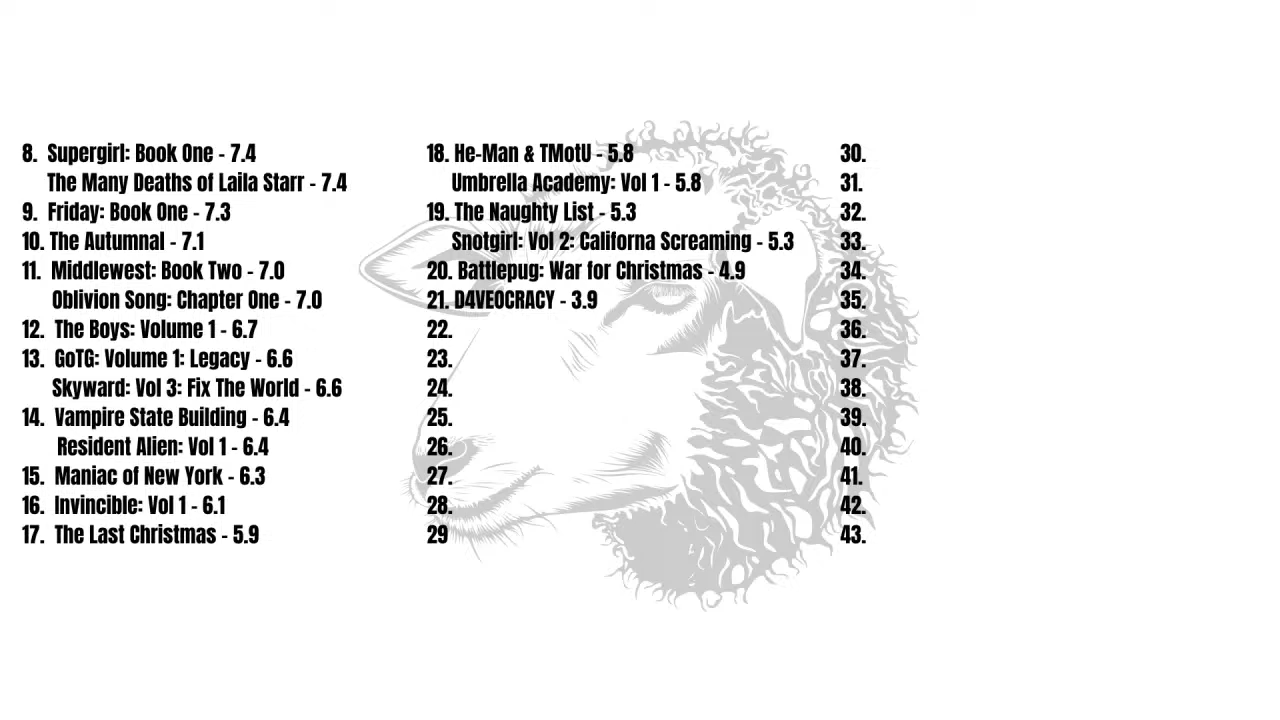 8. Supergirl: Book One - 7.4
The Many Deaths of Laila Starr - 7.4
9. Friday: Book One - 7.3
10. The Autumnal - 7.1
11. Middlewest: Book Two - 7.0
Oblivion Song: Chapter One - 7.0
12. The Boys: Volume 1 - 6.7
13. GoTG: Volume 1: Legacy - 6.6
Skyward: Vol 3: Fix The World - 6.6
14. Vampire State Building - 6.4
Resident Alien: Vol 1 - 6.4
15. Maniac of New York - 6.3
16. Invincible: Vol 1 - 6.1
17. The Last Christmas - 5.9
18. He-Man & TMotU - 5.8
Umbrella Academy: Vol 1 - 5.8
19. The Naughty List - 5.3
Snotgirl: Vol 2: Californa Screaming - 5.3
20. Battlepug: War for Christmas - 4.9
21. D4VEOCRACY - 3.9
22.
23.
24.
25.
26.
27.
28.
29
30.
31.
32.
33.
34.
35.
36.
37.
38.
39.
40.
41.
42.
43.